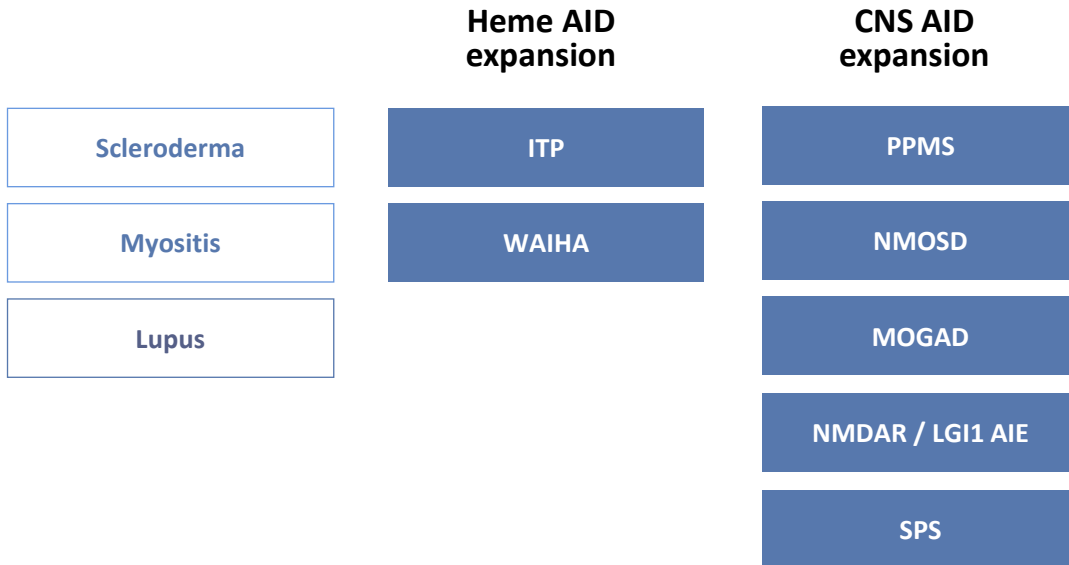 Heme AID
expansion
CNS AID
expansion
Scleroderma
ITP
PPMS
Myositis
WAIHA
NMOSD
Lupus
MOGAD
NMDAR / LGI1 AIE
SPS